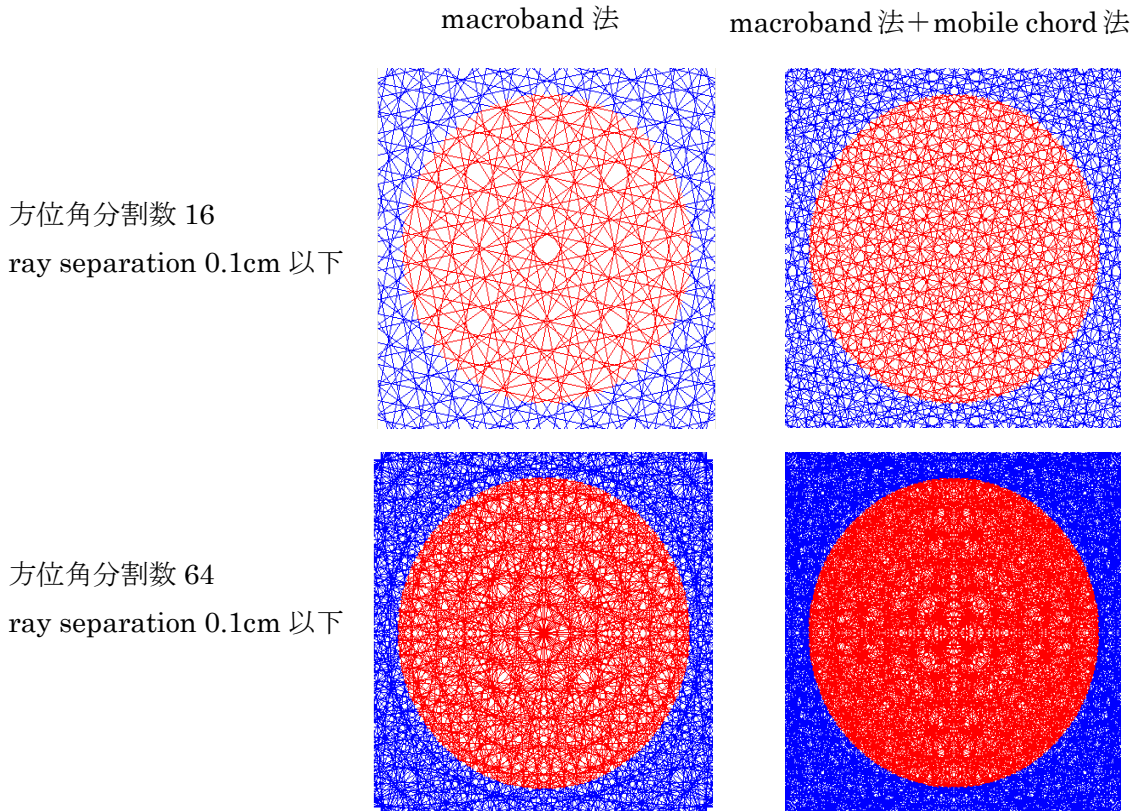 macroband 法
macroband 法＋mobile chord 法
方位角分割数 16
ray separation 0.1cm 以下
方位角分割数 64
ray separation 0.1cm 以下